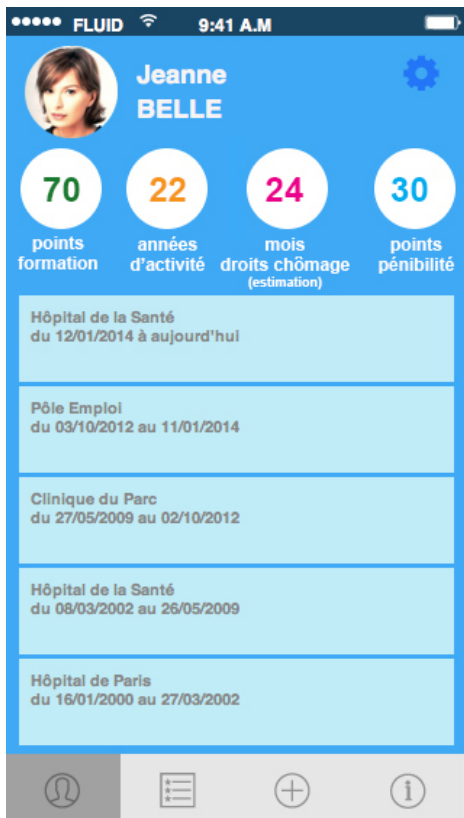 FLUID 9:41 A.M
Jeanne
BELLE
70 22 24 30
points années mois points
formation d'activité droits chômage pénibilité
(estimation)
Hôpital de la Santé
du 12/01/2014 à aujourd'hui
Pôle Emploi
du 03/10/2012 au 11/01/2014
Clinique du Parc
du 27/05/2009 au 02/10/2012
Hôpital de la Santé
du 08/03/2002 au 26/05/2009
Hôpital de Paris
du 16/01/2000 au 27/03/2002